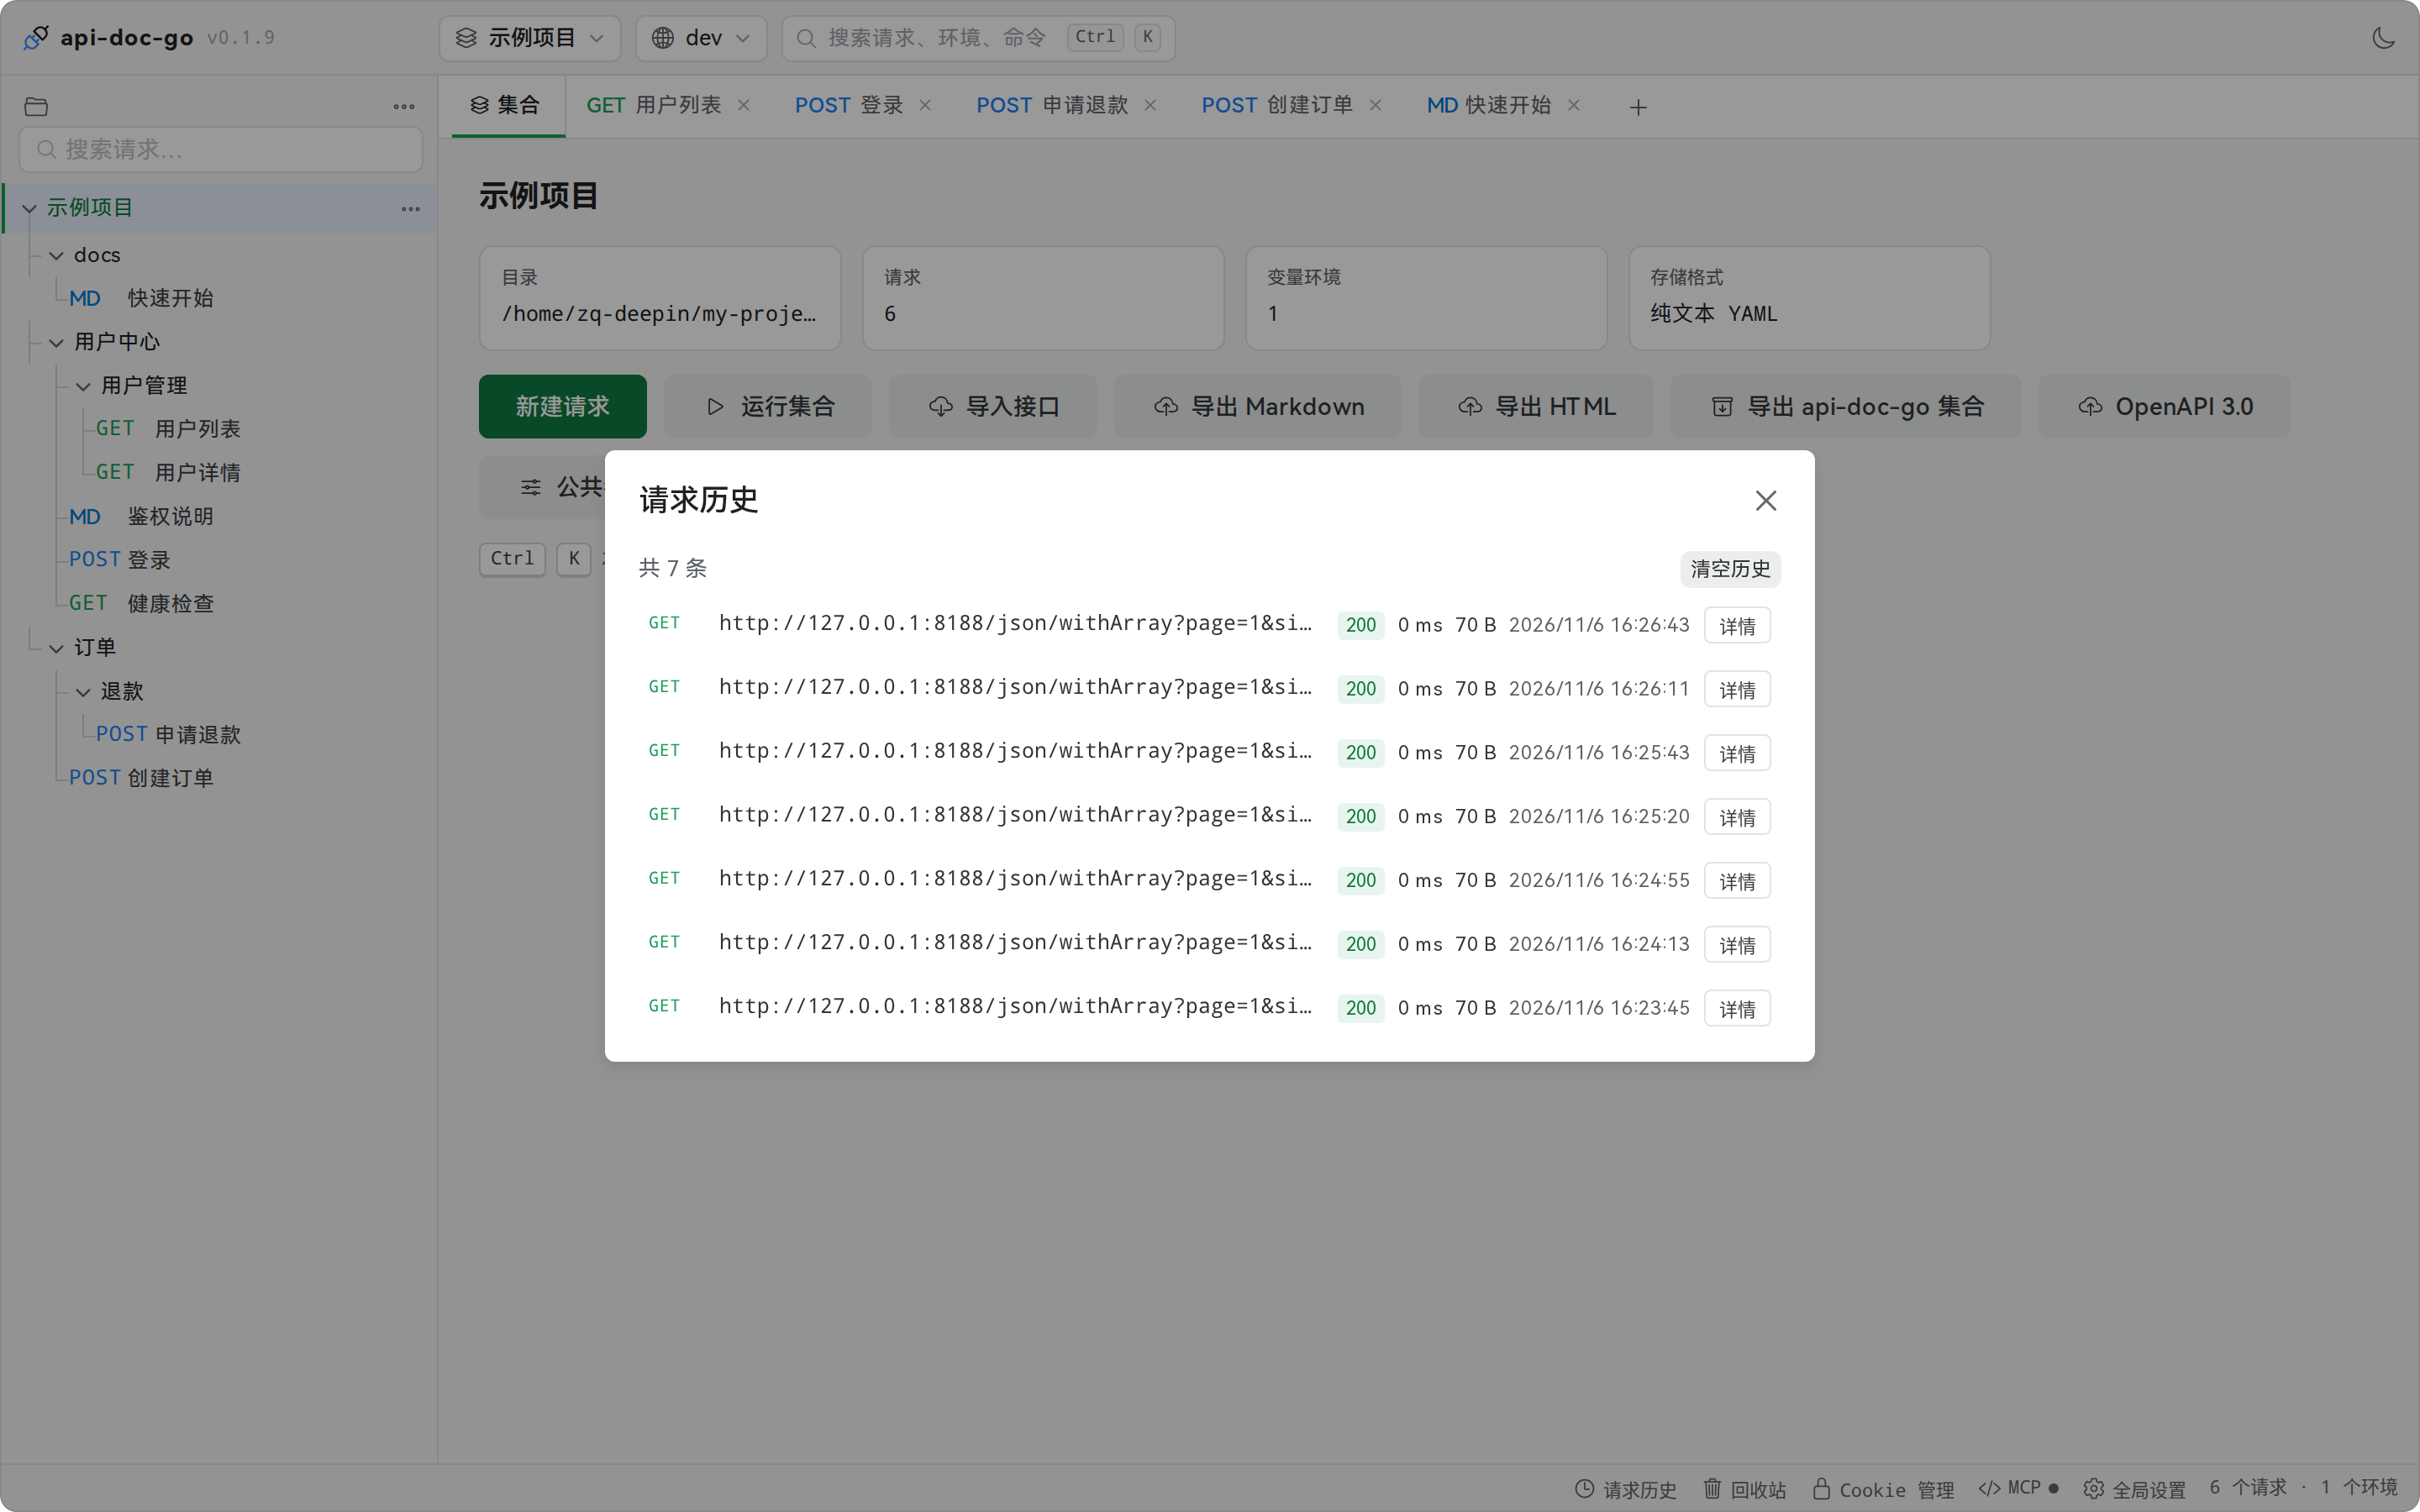 api-doc-go v0.1.9 示例项目 dev 搜索请求、环境、命令 Ctrl K
集合 GET 用户列表 POST 登录 POST 申请退款 POST 创建订单 MD 快速开始
搜索请求...
示例项目
docs
MD 快速开始
用户中心
用户管理
GET 用户列表
GET 用户详情
MD 鉴权说明
POST 登录
GET 健康检查
订单
退款
POST 申请退款
POST 创建订单
示例项目
目录
/home/zq-deepin/my-proje…
请求
6
变量环境
1
存储格式
纯文本 YAML
新建请求 运行集合 导入接口 导出 Markdown 导出 HTML 导出 api-doc-go 集合 OpenAPI 3.0
公共
Ctrl K
请求历史
共 7 条 清空历史
GET http://127.0.0.1:8188/json/withArray?page=1&si… 200 0 ms 70 B 2026/11/6 16:26:43 详情
GET http://127.0.0.1:8188/json/withArray?page=1&si… 200 0 ms 70 B 2026/11/6 16:26:11 详情
GET http://127.0.0.1:8188/json/withArray?page=1&si… 200 0 ms 70 B 2026/11/6 16:25:43 详情
GET http://127.0.0.1:8188/json/withArray?page=1&si… 200 0 ms 70 B 2026/11/6 16:25:20 详情
GET http://127.0.0.1:8188/json/withArray?page=1&si… 200 0 ms 70 B 2026/11/6 16:24:55 详情
GET http://127.0.0.1:8188/json/withArray?page=1&si… 200 0 ms 70 B 2026/11/6 16:24:13 详情
GET http://127.0.0.1:8188/json/withArray?page=1&si… 200 0 ms 70 B 2026/11/6 16:23:45 详情
请求历史 回收站 Cookie 管理 MCP 全局设置 6 个请求 · 1 个环境